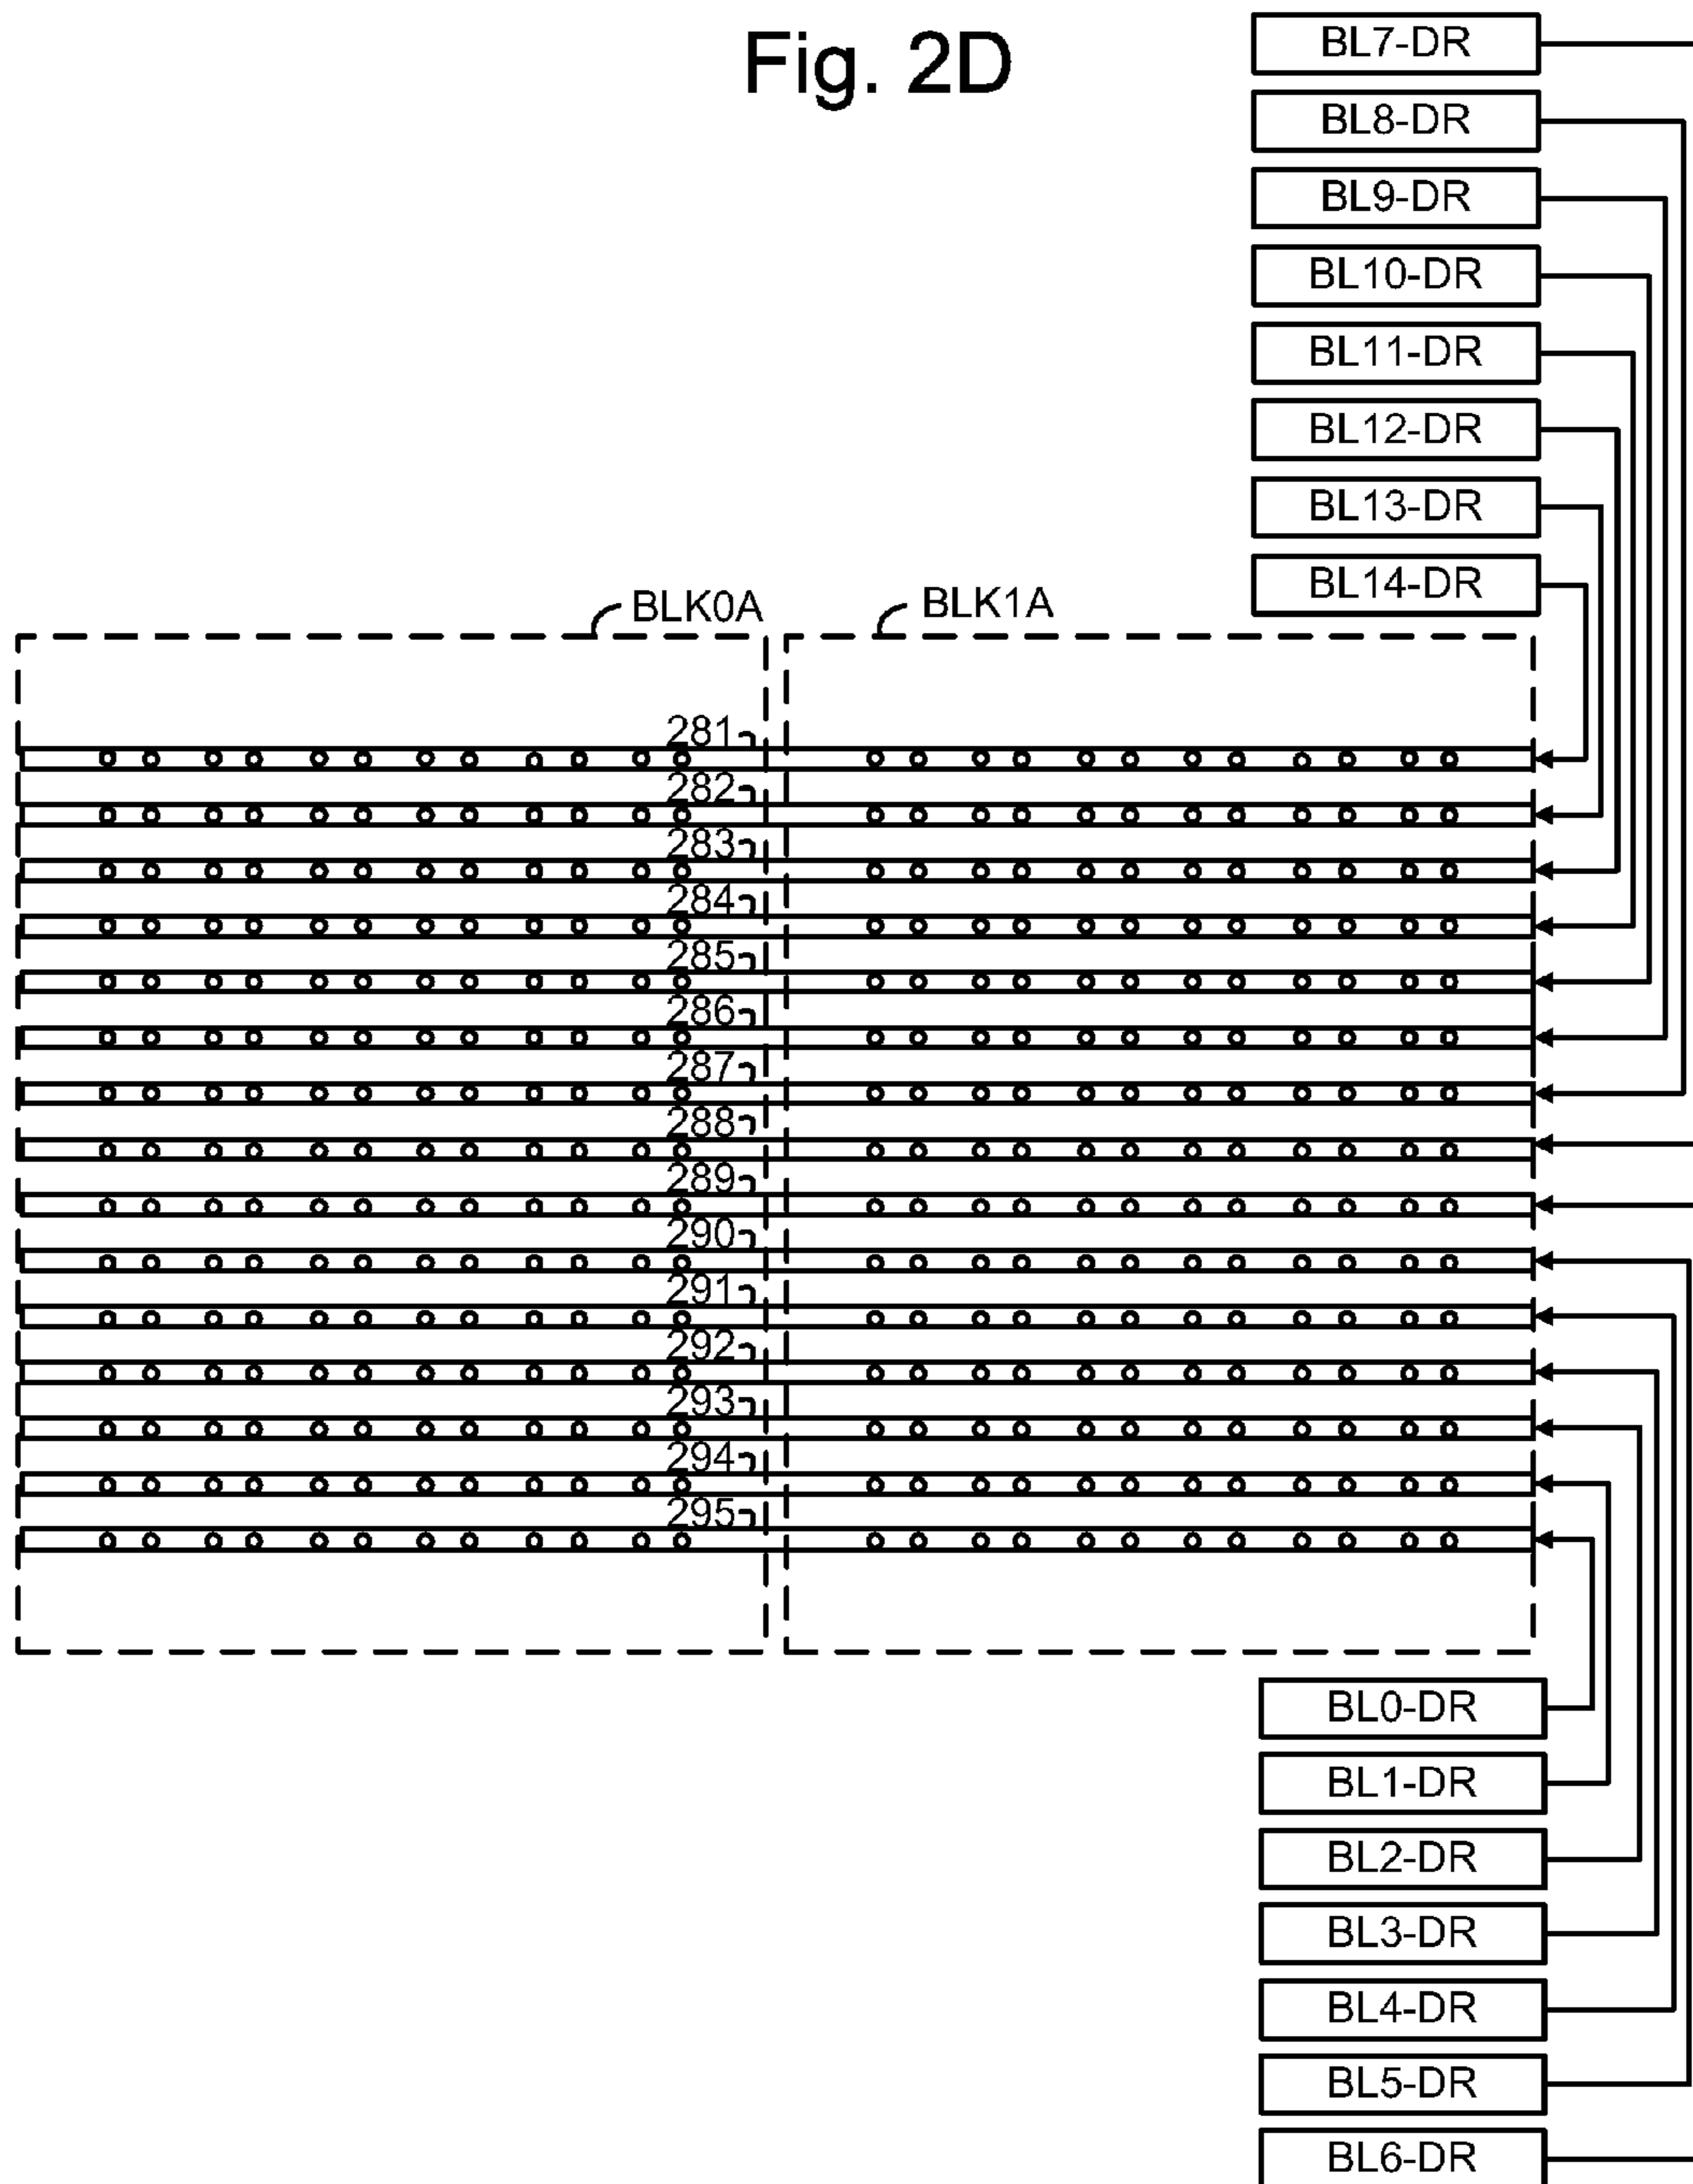 Fig. 2D
BL7-DR
BL8-DR
BL9-DR
BL10-DR
BL11-DR
BL12-DR
BL13-DR
BL14-DR
BLK0A
BLK1A
281
282
283
284
285
286
287
288
289
290
291
292
293
294
295
BL0-DR
BL1-DR
BL2-DR
BL3-DR
BL4-DR
BL5-DR
BL6-DR